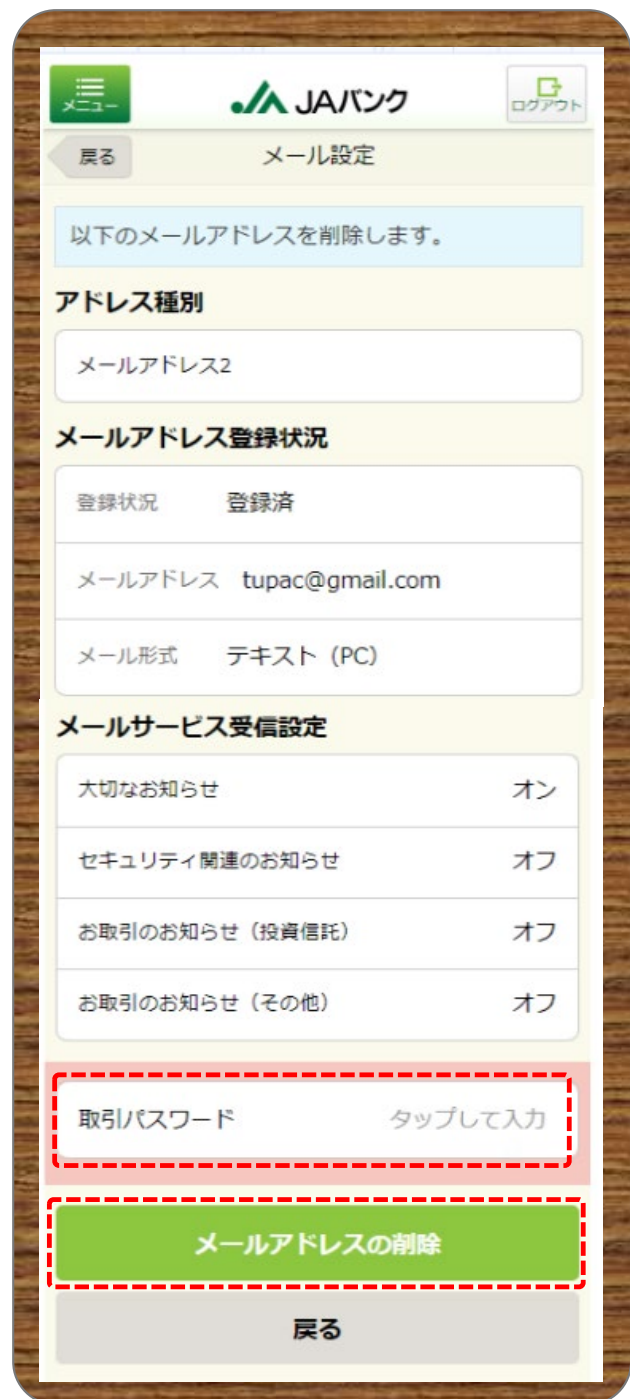 メニュー
JAバンク
ログアウト
戻る
メール設定
以下のメールアドレスを削除します。
アドレス種別
メールアドレス2
メールアドレス登録状況
登録状況 登録済
メールアドレス tupac@gmail.com
メール形式 テキスト（PC）
メールサービス受信設定
大切なお知らせ オン
セキュリティ関連のお知らせ オフ
お取引のお知らせ（投資信託） オフ
お取引のお知らせ（その他） オフ
取引パスワード タップして入力
メールアドレスの削除
戻る